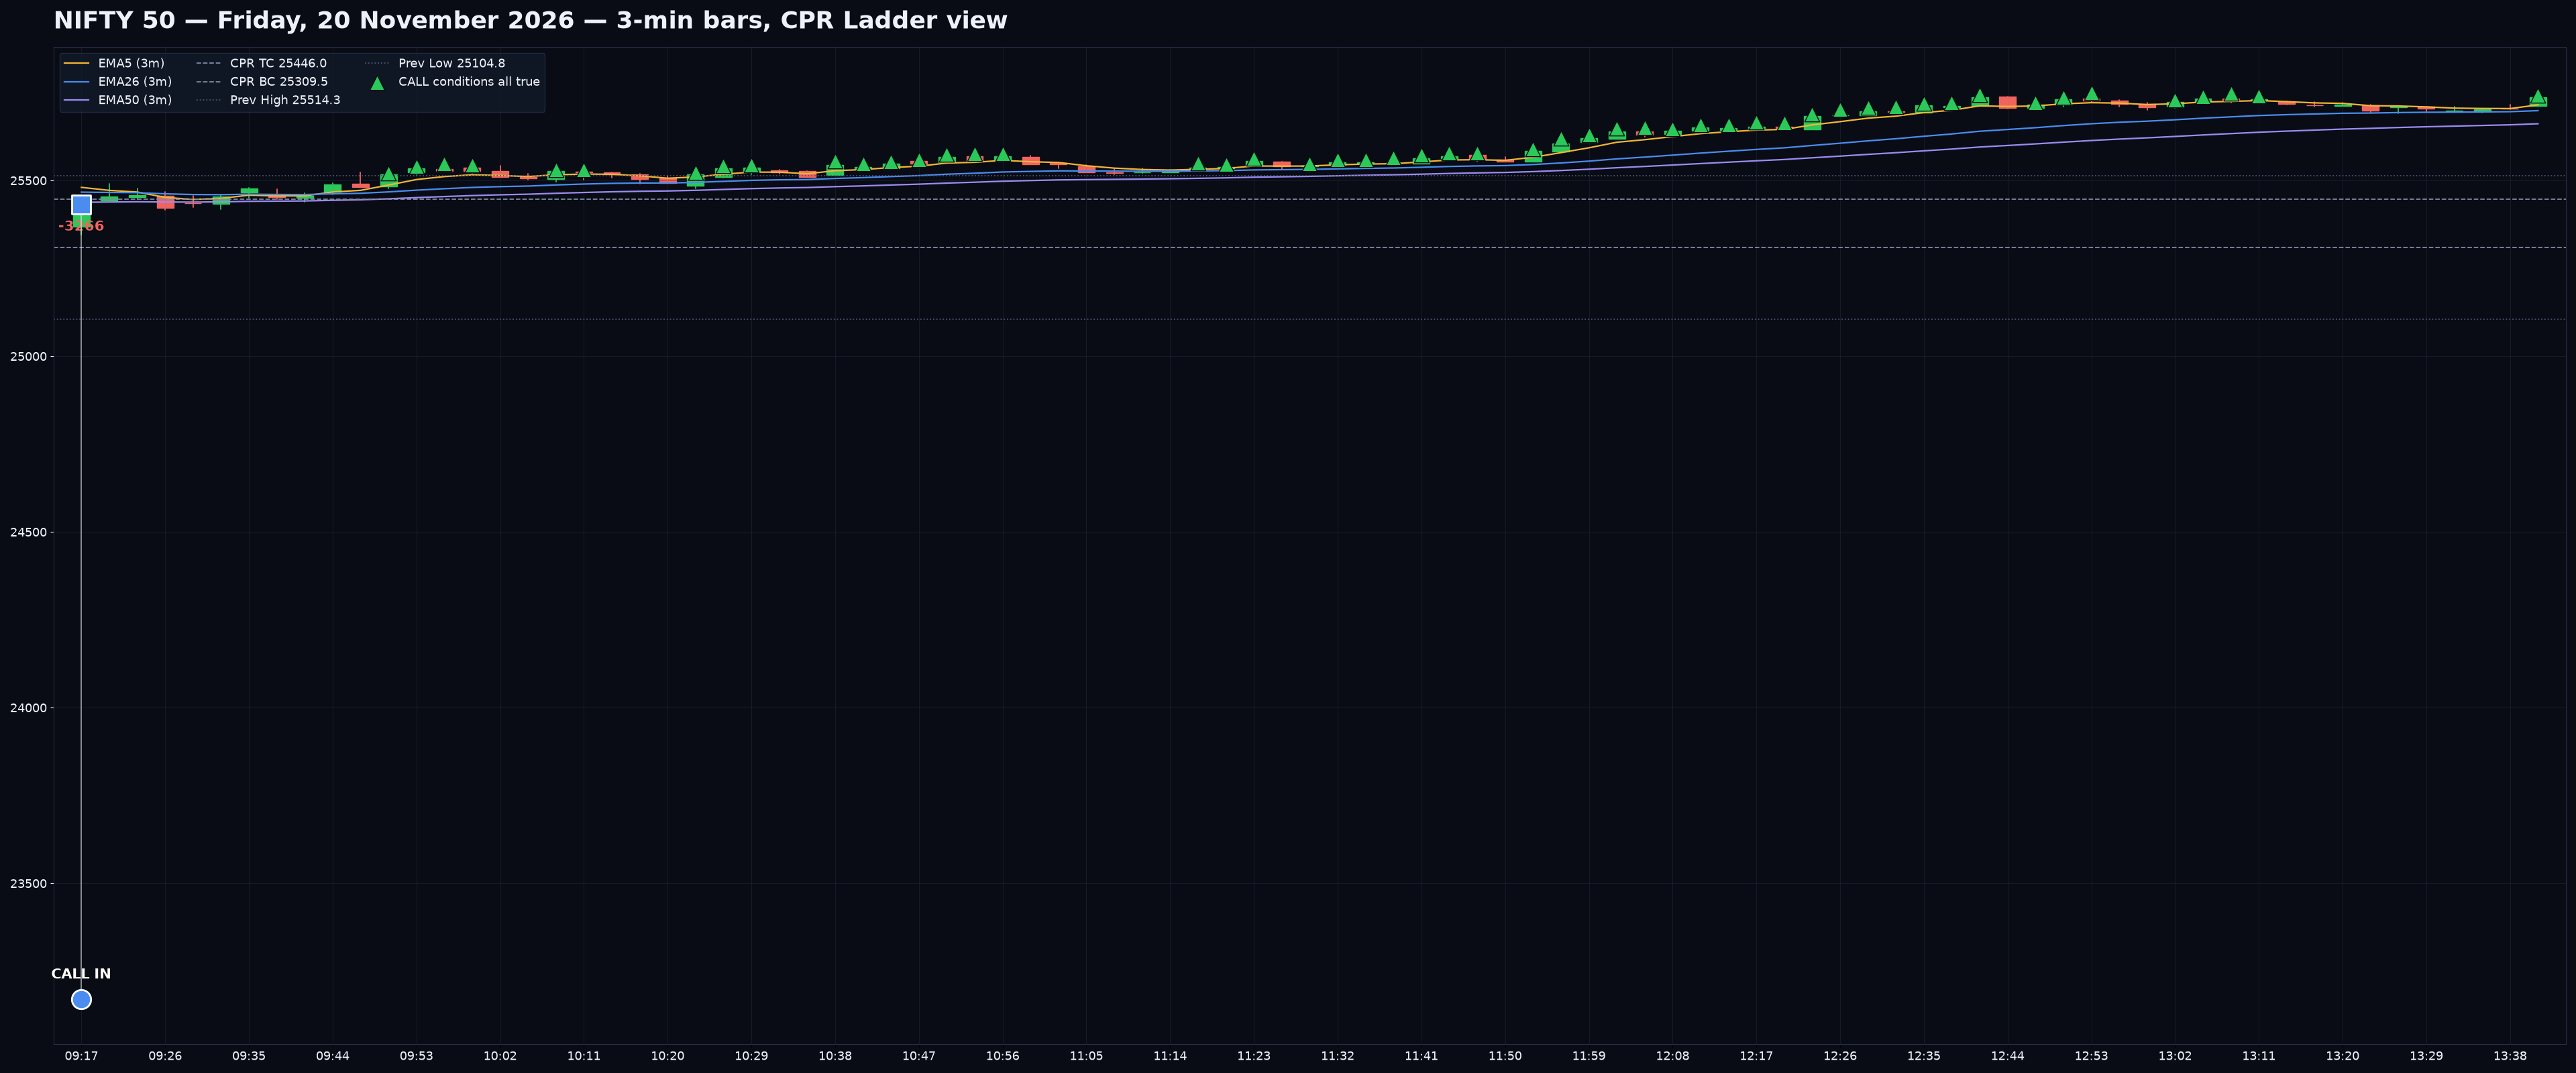 NIFTY 50 — Friday, 20 November 2026 — 3-min bars, CPR Ladder view
EMA5 (3m)
EMA26 (3m)
EMA50 (3m)
CPR TC 25446.0
CPR BC 25309.5
Prev High 25514.3
Prev Low 25104.8
CALL conditions all true
25500
25000
24500
24000
23500
-3266
CALL IN
09:17 09:26 09:35 09:44 09:53 10:02 10:11 10:20 10:29 10:38 10:47 10:56 11:05 11:14 11:23 11:32 11:41 11:50 11:59 12:08 12:17 12:26 12:35 12:44 12:53 13:02 13:11 13:20 13:29 13:38